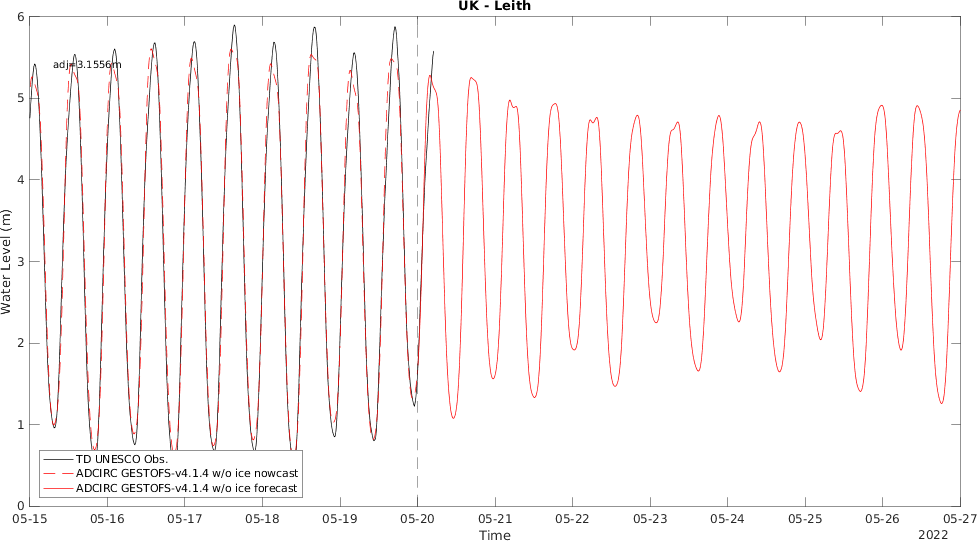 UK - Leith
6
adj=3.1556m
5
4
3
2
1
0
Water Level (m)
TD UNESCO Obs.
ADCIRC GESTOFS-v4.1.4 w/o ice nowcast
ADCIRC GESTOFS-v4.1.4 w/o ice forecast
05-15 05-16 05-17 05-18 05-19 05-20 05-21 05-22 05-23 05-24 05-25 05-26 05-27
Time
2022